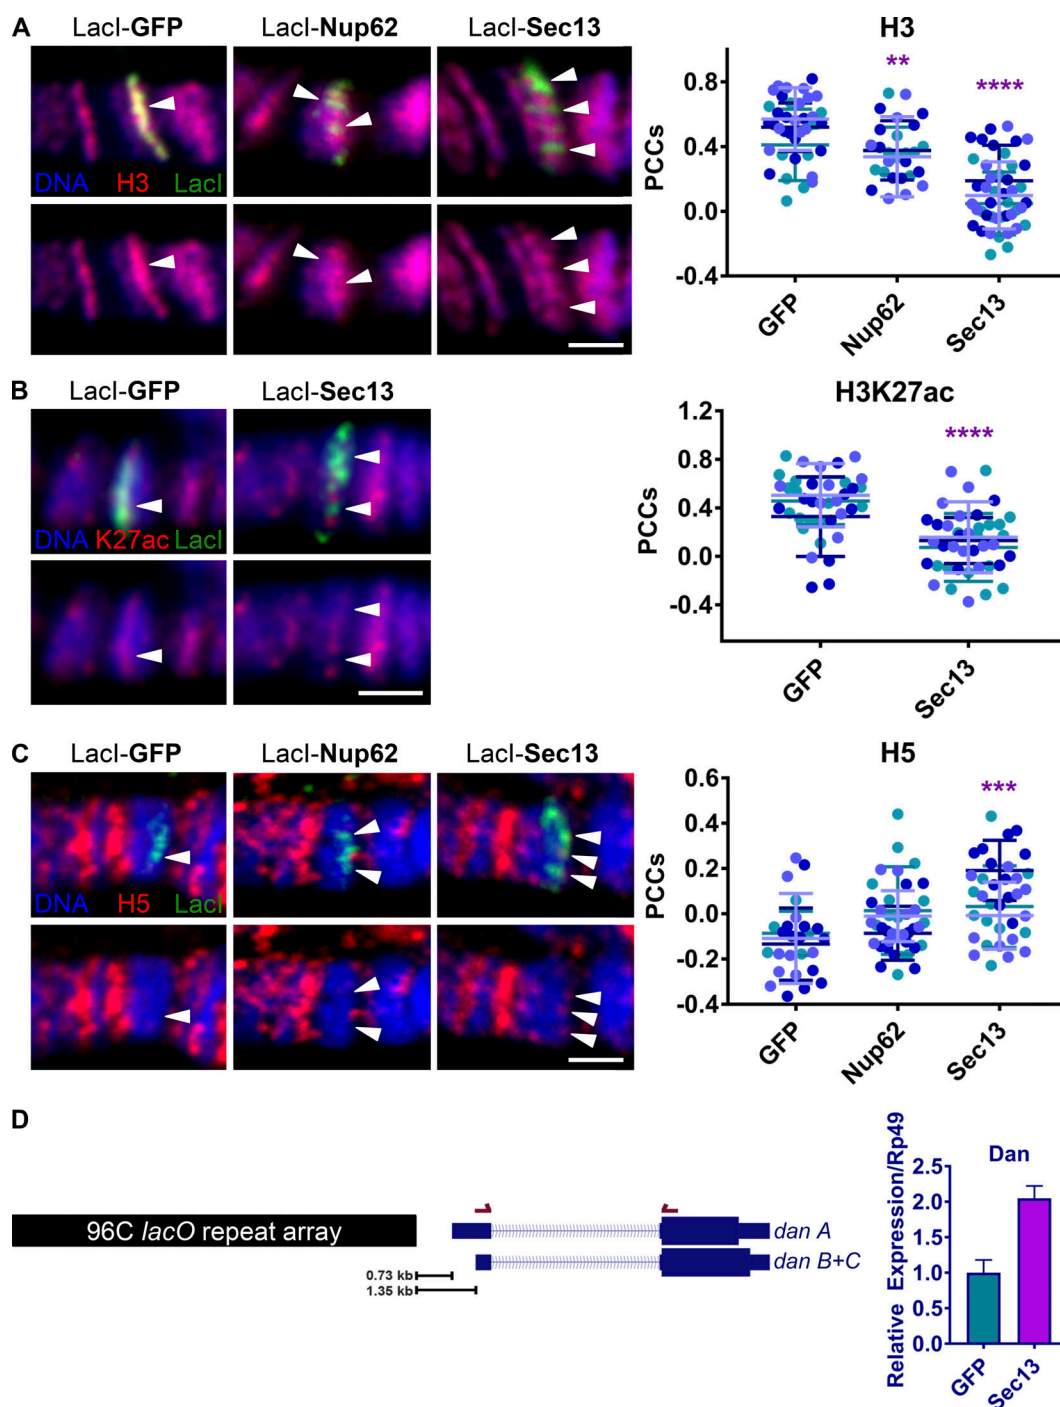 A
LacI-GFP
LacI-Nup62
LacI-Sec13
DNA H3 LacI
H3
**
****
PCCs
0.8
0.4
0.0
-0.4
GFP
Nup62
Sec13
B
LacI-GFP
LacI-Sec13
DNA K27ac LacI
H3K27ac
****
PCCs
1.2
0.8
0.4
0.0
-0.4
GFP
Sec13
C
LacI-GFP
LacI-Nup62
LacI-Sec13
DNA H5 LacI
H5
***
PCCs
0.6
0.4
0.2
0.0
-0.2
-0.4
GFP
Nup62
Sec13
D
96C lacO repeat array
0.73 kb
1.35 kb
dan A
dan B+C
Dan
Relative Expression/Rp49
2.5
2.0
1.5
1.0
0.5
0.0
GFP
Sec13